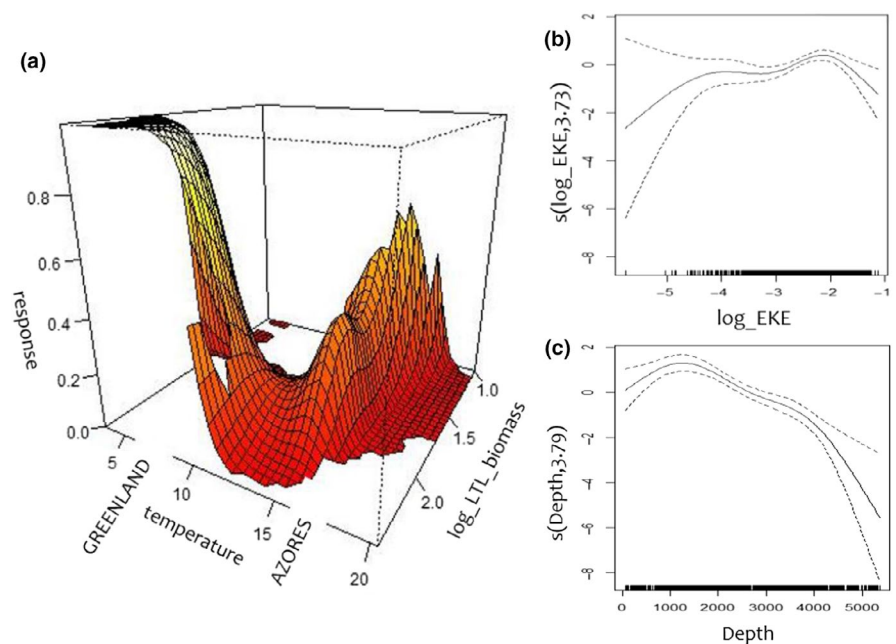 (a)
0.8
0.6
0.4
0.2
0.0
response
5
10
15
20
GREENLAND
temperature
AZORES
1.0
1.5
2.0
log_LTL_biomass
(b)
2
0
-2
-4
-6
-8
s(log_EKE,3.73)
-5
-4
-3
-2
-1
log_EKE
(c)
2
0
-2
-4
-6
-8
s(Depth,3.79)
0
1000
2000
3000
4000
5000
Depth